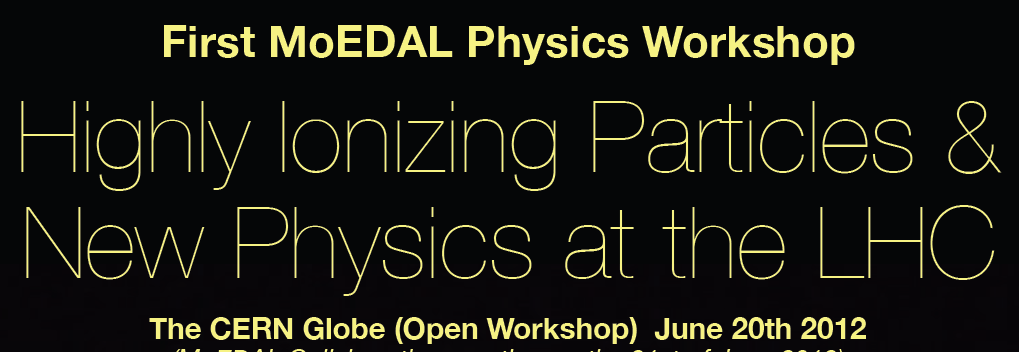 First MoEDAL Physics Workshop
Highly Ionizing Particles &
New Physics at the LHC
The CERN Globe (Open Workshop) June 20th 2012